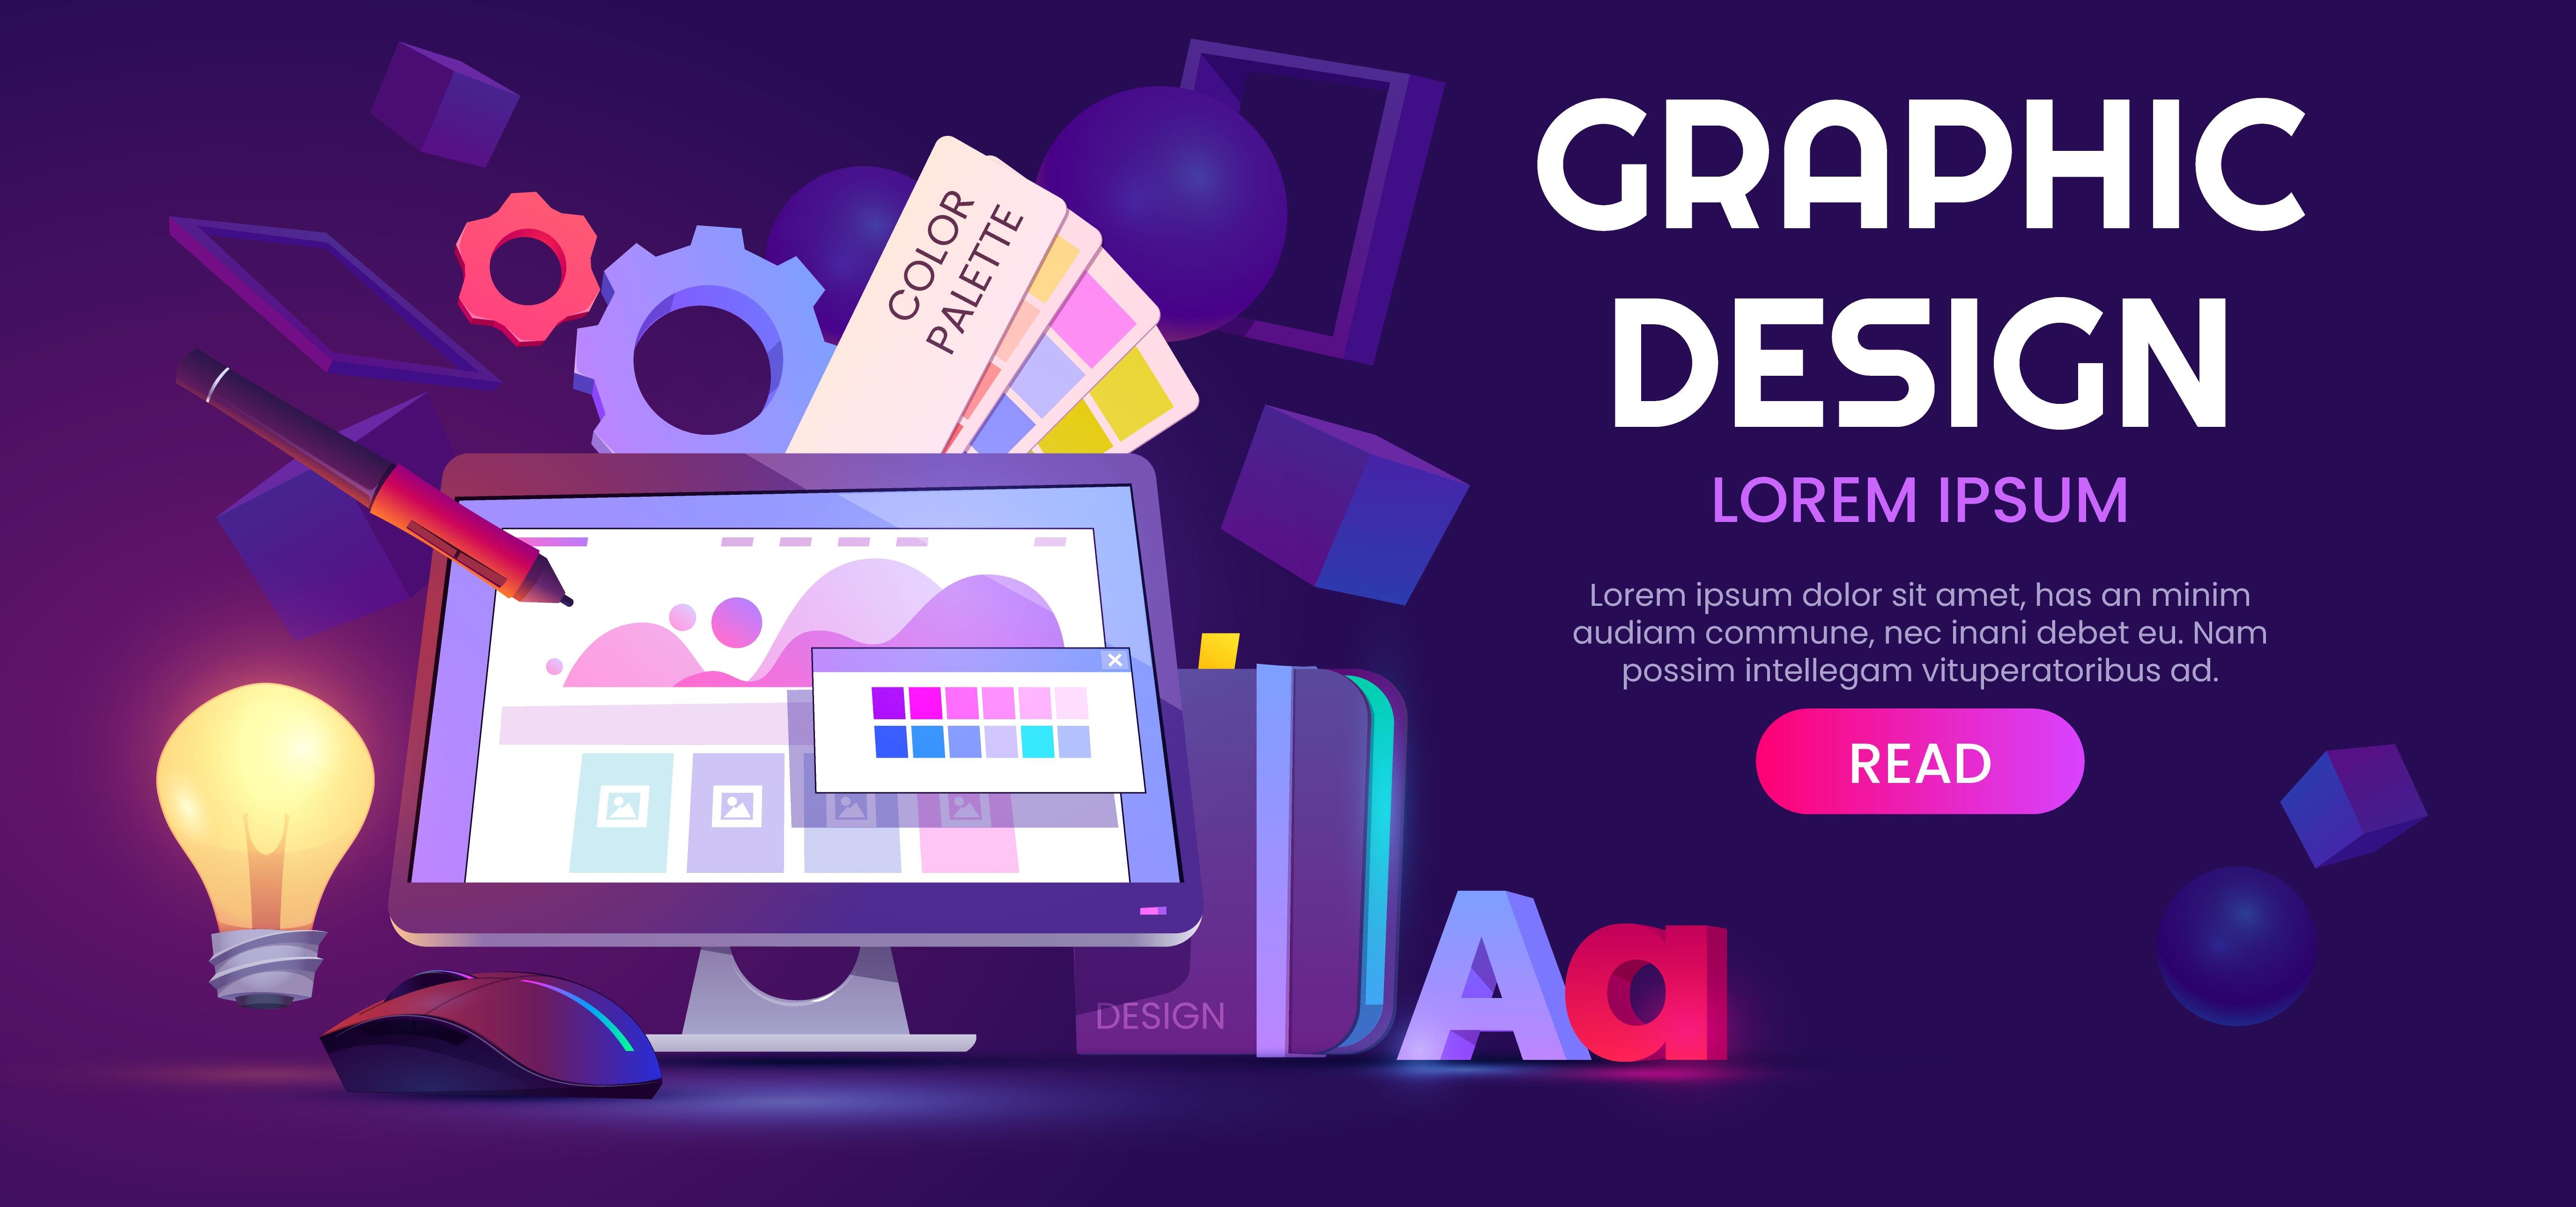 COLOR
PALETTE
DESIGN
Aa
GRAPHIC
DESIGN
LOREM IPSUM
Lorem ipsum dolor sit amet, has an minim
audiam commune, nec inani debet eu. Nam
possim intellegam vituperatoribus ad.
READ